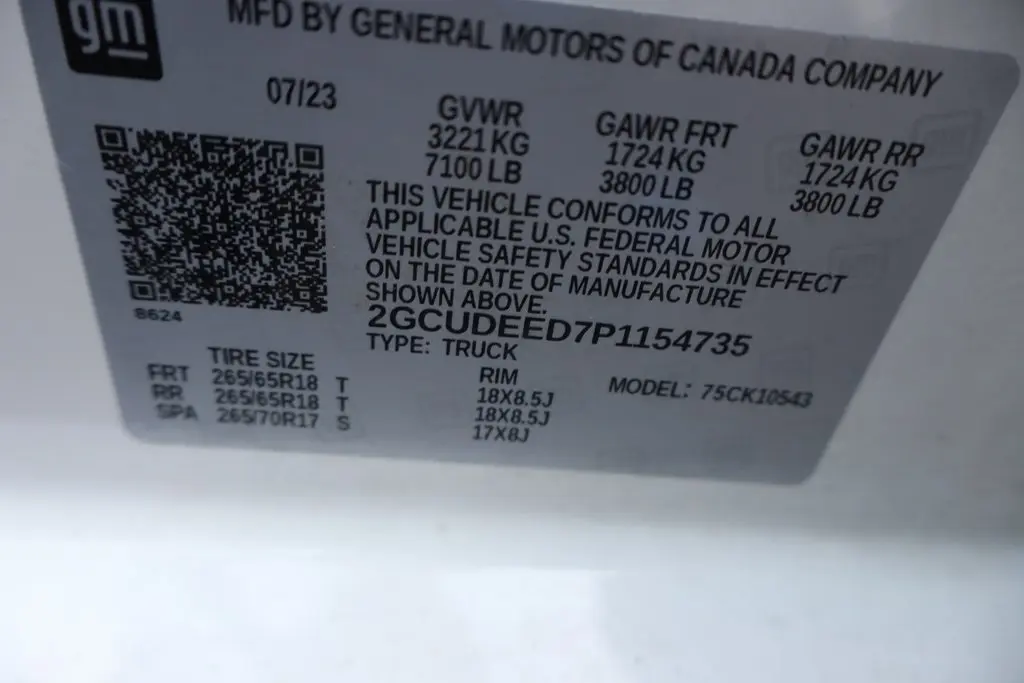 gm
MFD BY GENERAL MOTORS OF CANADA COMPANY
07/23
GVWR GAWR FRT GAWR RR
3221 KG 1724 KG 1724 KG
7100 LB 3800 LB 3800 LB
THIS VEHICLE CONFORMS TO ALL
APPLICABLE U.S. FEDERAL MOTOR
VEHICLE SAFETY STANDARDS IN EFFECT
ON THE DATE OF MANUFACTURE
SHOWN ABOVE.
8624
2GCUDEED7P1154735
TYPE: TRUCK
TIRE SIZE RIM MODEL: 75CK10543
FRT 265/65R18 T 18X8.5J
RR 265/65R18 T 18X8.5J
SPA 265/70R17 S 17X8J